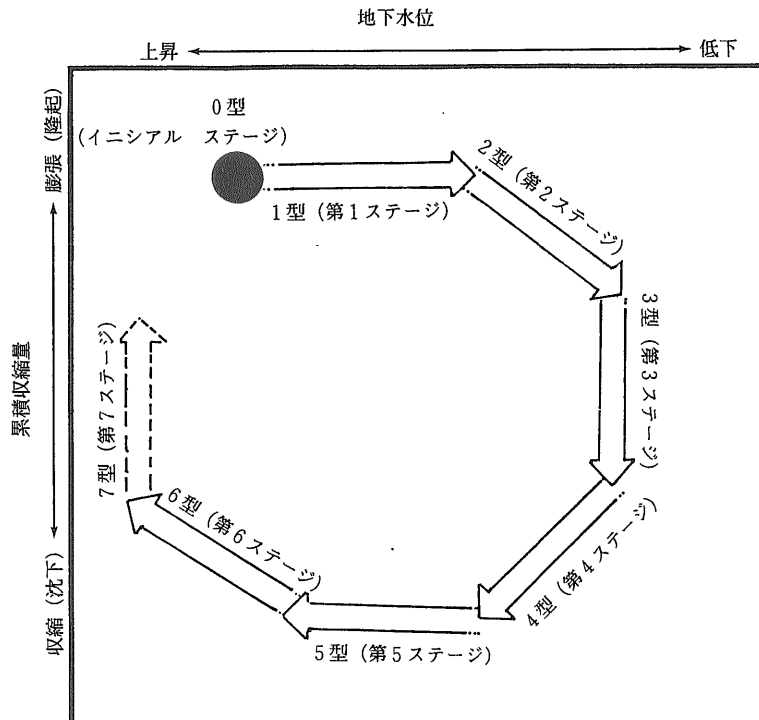 地下水位
上昇
低下
0型
(イニシアル ステージ)
1型(第1ステージ)
2型(第2ステージ)
3型(第3ステージ)
4型(第4ステージ)
5型(第5ステージ)
6型(第6ステージ)
7型(第7ステージ)
膨張(隆起)
累積収縮量
収縮(沈下)